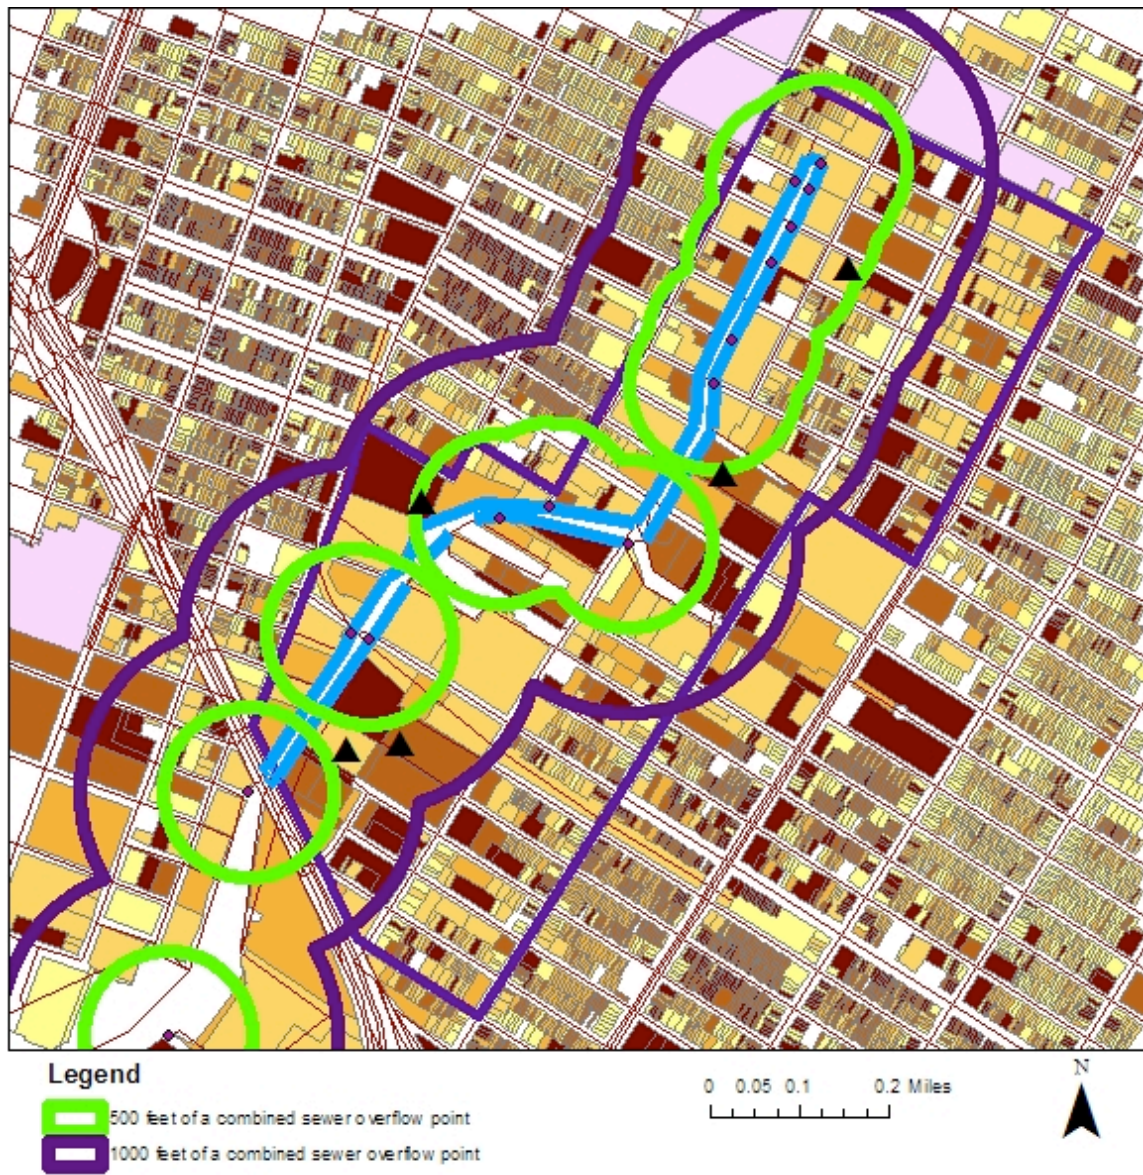 Legend
500 feet of a combined sewer overflow point
1000 feet of a combined sewer overflow point
0 0.05 0.1 0.2 Miles
N